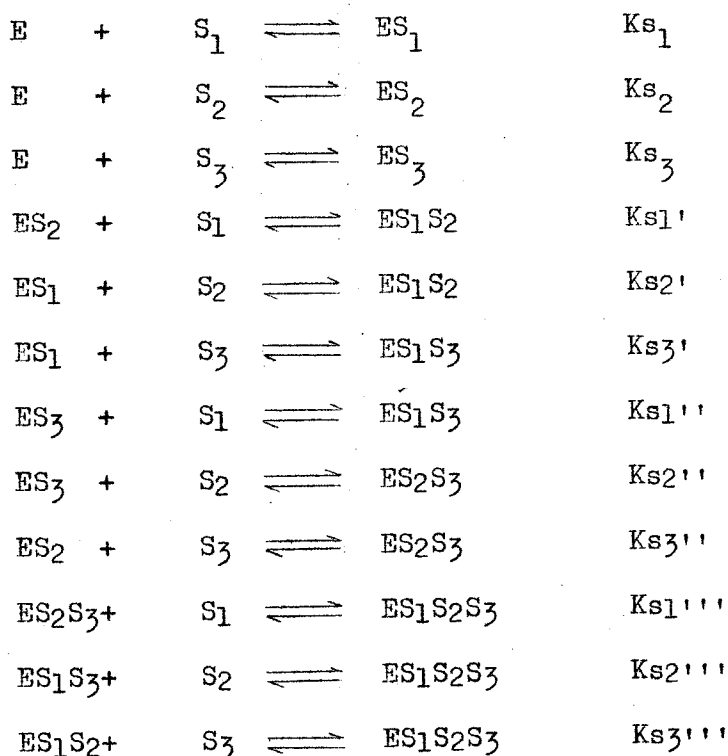 E + S₁ ⇌ ES₁ Ks₁
E + S₂ ⇌ ES₂ Ks₂
E + S₃ ⇌ ES₃ Ks₃
ES₂ + S₁ ⇌ ES₁S₂ Ks₁'
ES₁ + S₂ ⇌ ES₁S₂ Ks₂'
ES₁ + S₃ ⇌ ES₁S₃ Ks₃'
ES₃ + S₁ ⇌ ES₁S₃ Ks₁''
ES₃ + S₂ ⇌ ES₂S₃ Ks₂''
ES₂ + S₃ ⇌ ES₂S₃ Ks₃''
ES₂S₃+ S₁ ⇌ ES₁S₂S₃ Ks₁'''
ES₁S₃+ S₂ ⇌ ES₁S₂S₃ Ks₂'''
ES₁S₂+ S₃ ⇌ ES₁S₂S₃ Ks₃'''